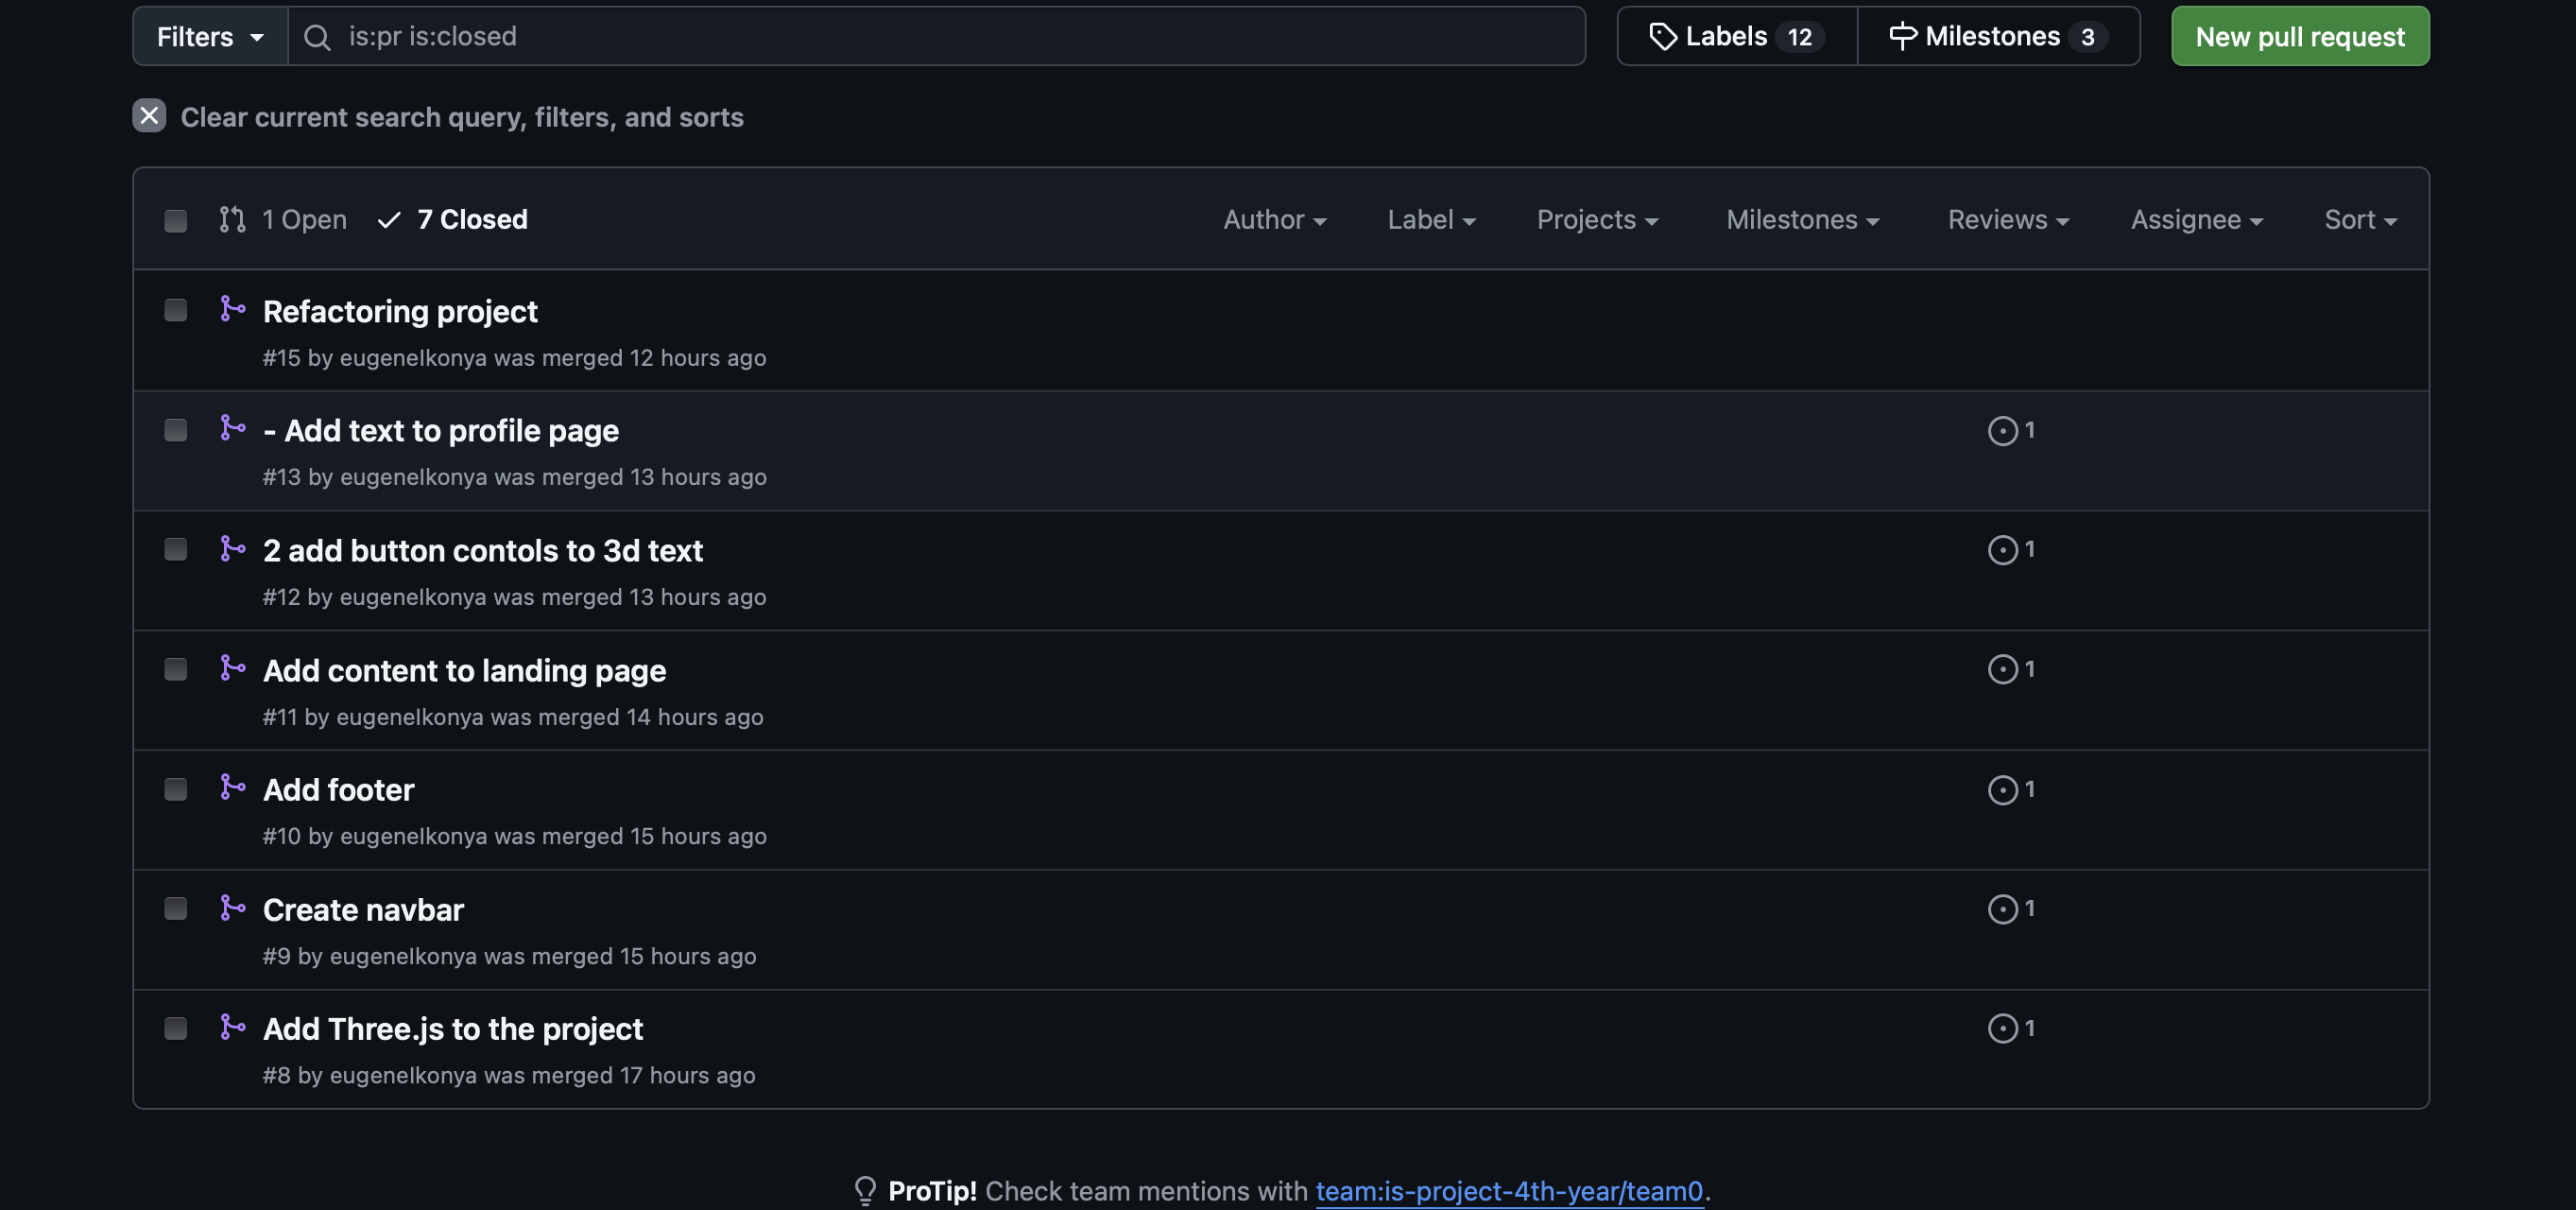 Filters is:pr is:closed Labels 12 Milestones 3 New pull request
Clear current search query, filters, and sorts
1 Open 7 Closed Author Label Projects Milestones Reviews Assignee Sort
Refactoring project
#15 by eugenelkonya was merged 12 hours ago
- Add text to profile page 1
#13 by eugenelkonya was merged 13 hours ago
2 add button contols to 3d text 1
#12 by eugenelkonya was merged 13 hours ago
Add content to landing page 1
#11 by eugenelkonya was merged 14 hours ago
Add footer 1
#10 by eugenelkonya was merged 15 hours ago
Create navbar 1
#9 by eugenelkonya was merged 15 hours ago
Add Three.js to the project 1
#8 by eugenelkonya was merged 17 hours ago
ProTip! Check team mentions with team:is-project-4th-year/team0.